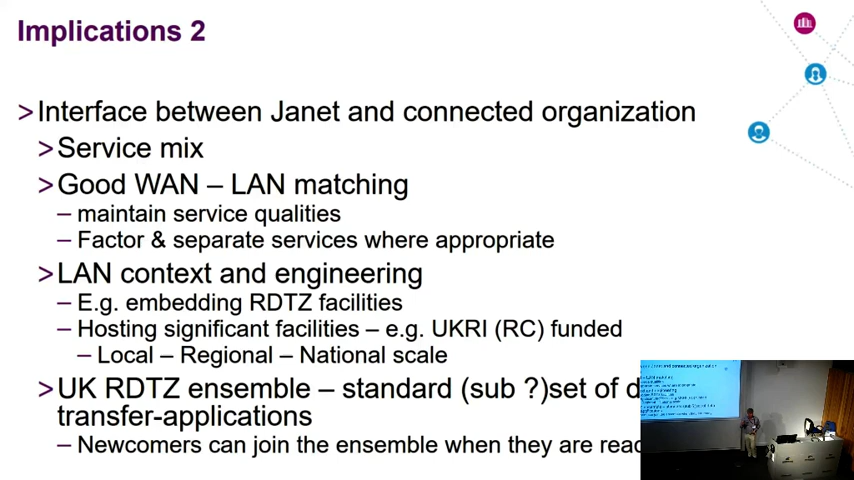 Implications 2
>Interface between Janet and connected organization
>Service mix
>Good WAN – LAN matching
– maintain service qualities
– Factor & separate services where appropriate
>LAN context and engineering
– E.g. embedding RDTZ facilities
– Hosting significant facilities – e.g. UKRI (RC) funded
– Local – Regional – National scale
>UK RDTZ ensemble – standard (sub ?)set of
transfer-applications
– Newcomers can join the ensemble when they are